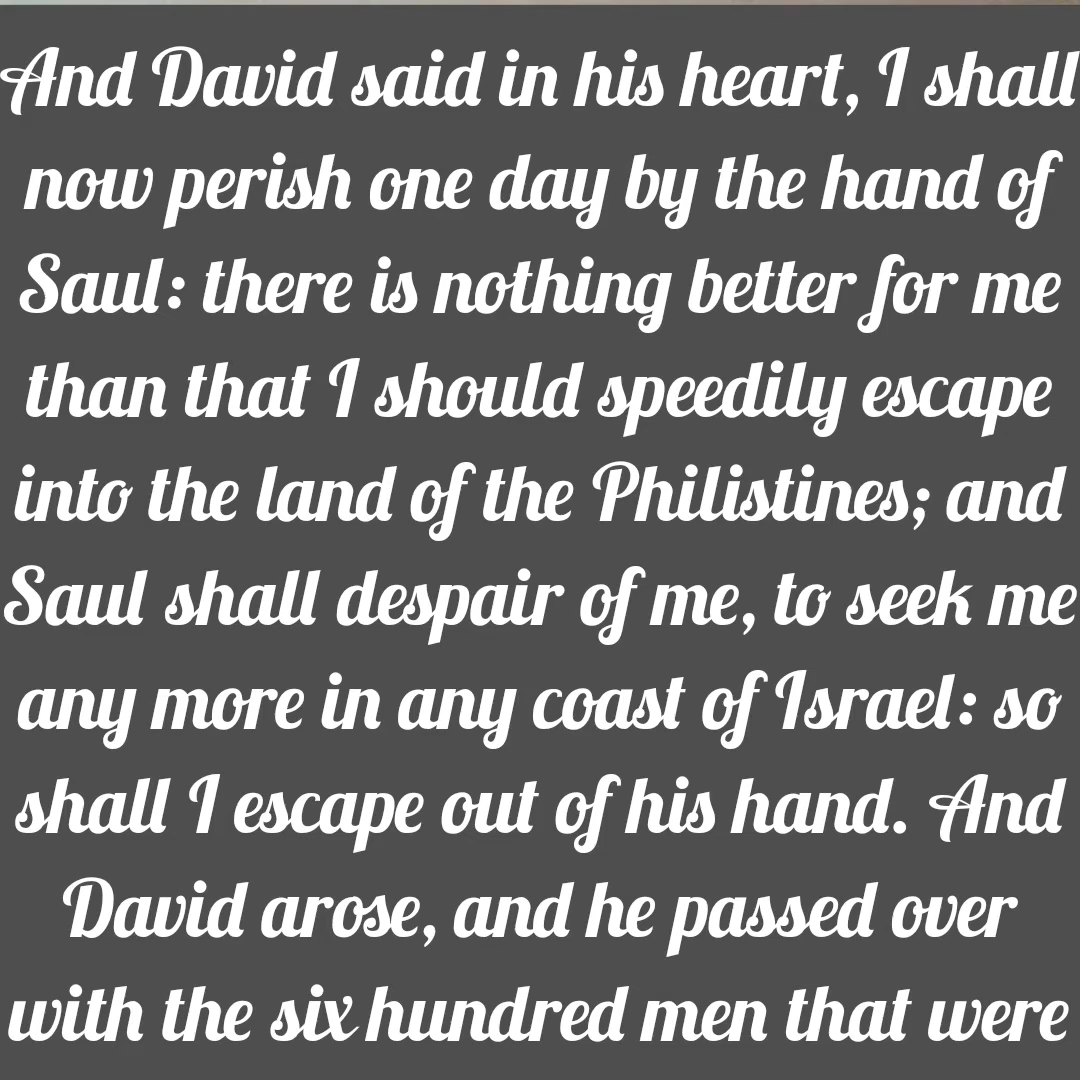 And David said in his heart, I shall
now perish one day by the hand of
Saul: there is nothing better for me
than that I should speedily escape
into the land of the Philistines; and
Saul shall despair of me, to seek me
any more in any coast of Israel: so
shall I escape out of his hand. And
David arose, and he passed over
with the six hundred men that were